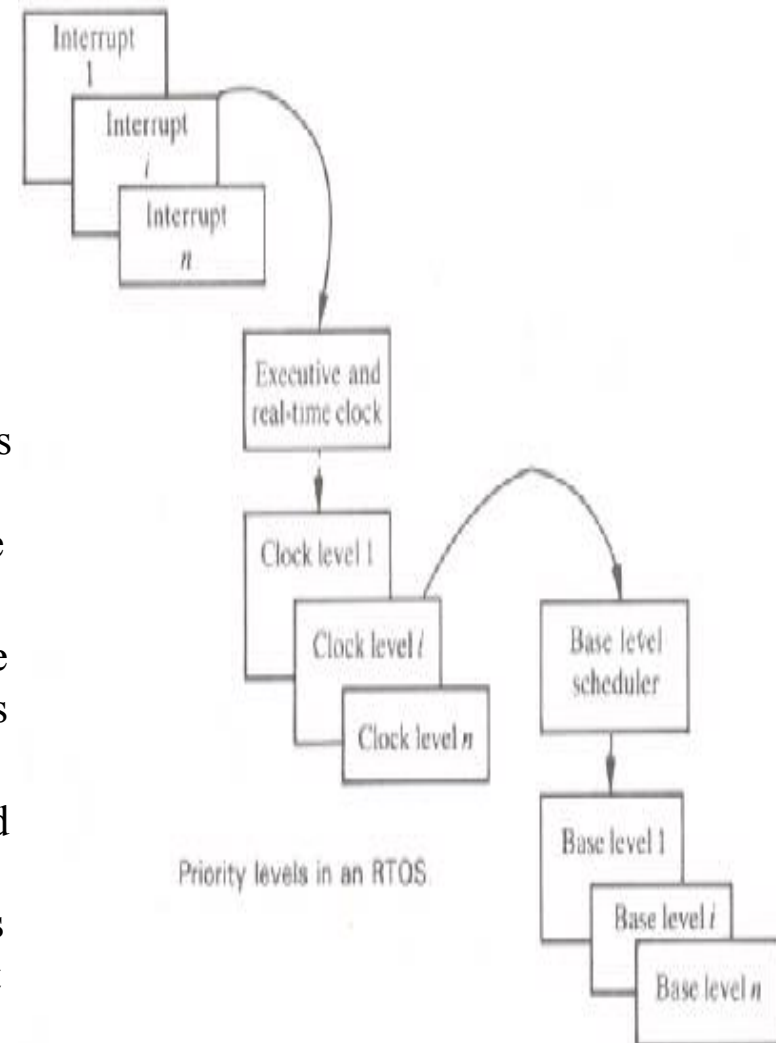 Interrupt
1
Interrupt
i
Interrupt
n
Executive and
real-time clock
Clock level 1
Clock level i
Clock level n
Base level
scheduler
Base level 1
Base level i
Base level n
Priority levels in an RTOS